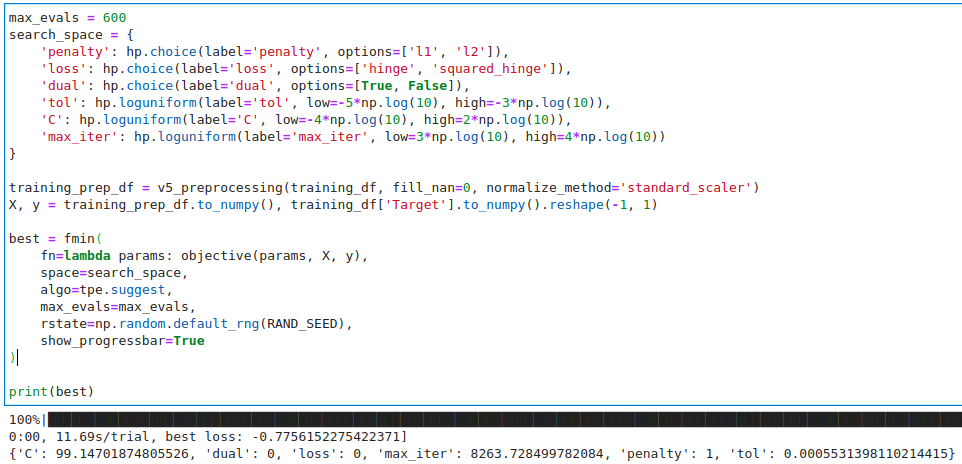 max_evals = 600
search_space = {
    'penalty': hp.choice(label='penalty', options=['l1', 'l2']),
    'loss': hp.choice(label='loss', options=['hinge', 'squared_hinge']),
    'dual': hp.choice(label='dual', options=[True, False]),
    'tol': hp.loguniform(label='tol', low=-5*np.log(10), high=-3*np.log(10)),
    'C': hp.loguniform(label='C', low=-4*np.log(10), high=2*np.log(10)),
    'max_iter': hp.loguniform(label='max_iter', low=3*np.log(10), high=4*np.log(10))
}
training_prep_df = v5_preprocessing(training_df, fill_nan=0, normalize_method='standard_scaler')
X, y = training_prep_df.to_numpy(), training_df['Target'].to_numpy().reshape(-1, 1)
best = fmin(
    fn=lambda params: objective(params, X, y),
    space=search_space,
    algo=tpe.suggest,
    max_evals=max_evals,
    rstate=np.random.default_rng(RAND_SEED),
    show_progressbar=True
)
print(best)
100%|
0:00, 11.69s/trial, best loss: -0.7756152275422371]
{'C': 99.14701874805526, 'dual': 0, 'loss': 0, 'max_iter': 8263.728499782084, 'penalty': 1, 'tol': 0.0005531398110214415}